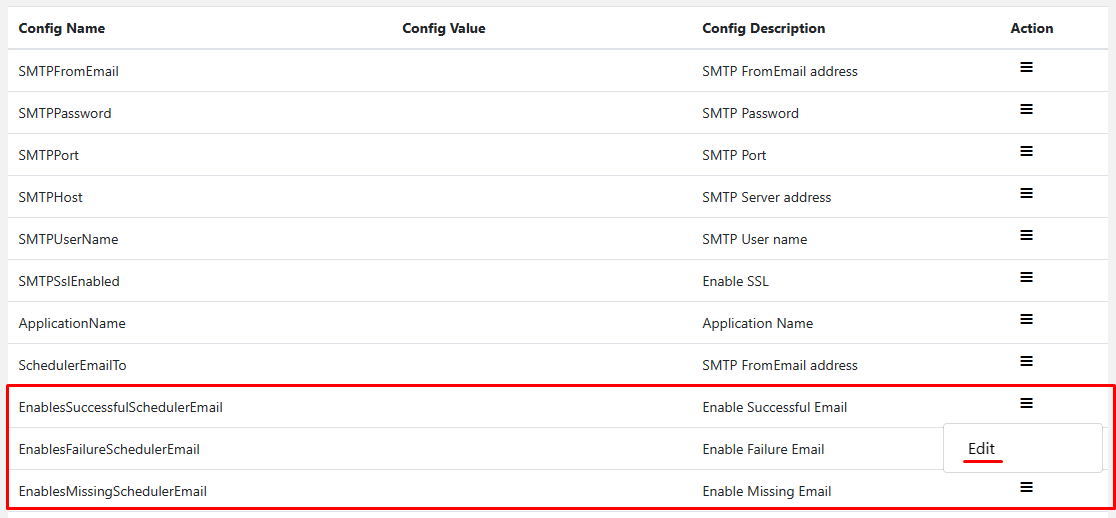 Config Name Config Value Config Description Action
SMTPFromEmail SMTP FromEmail address
SMTPPassword SMTP Password
SMTPPort SMTP Port
SMTPHost SMTP Server address
SMTPUserName SMTP User name
SMTPSslEnabled Enable SSL
ApplicationName Application Name
SchedulerEmailTo SMTP FromEmail address
EnablesSuccessfulSchedulerEmail Enable Successful Email
EnablesFailureSchedulerEmail Enable Failure Email Edit
EnablesMissingSchedulerEmail Enable Missing Email